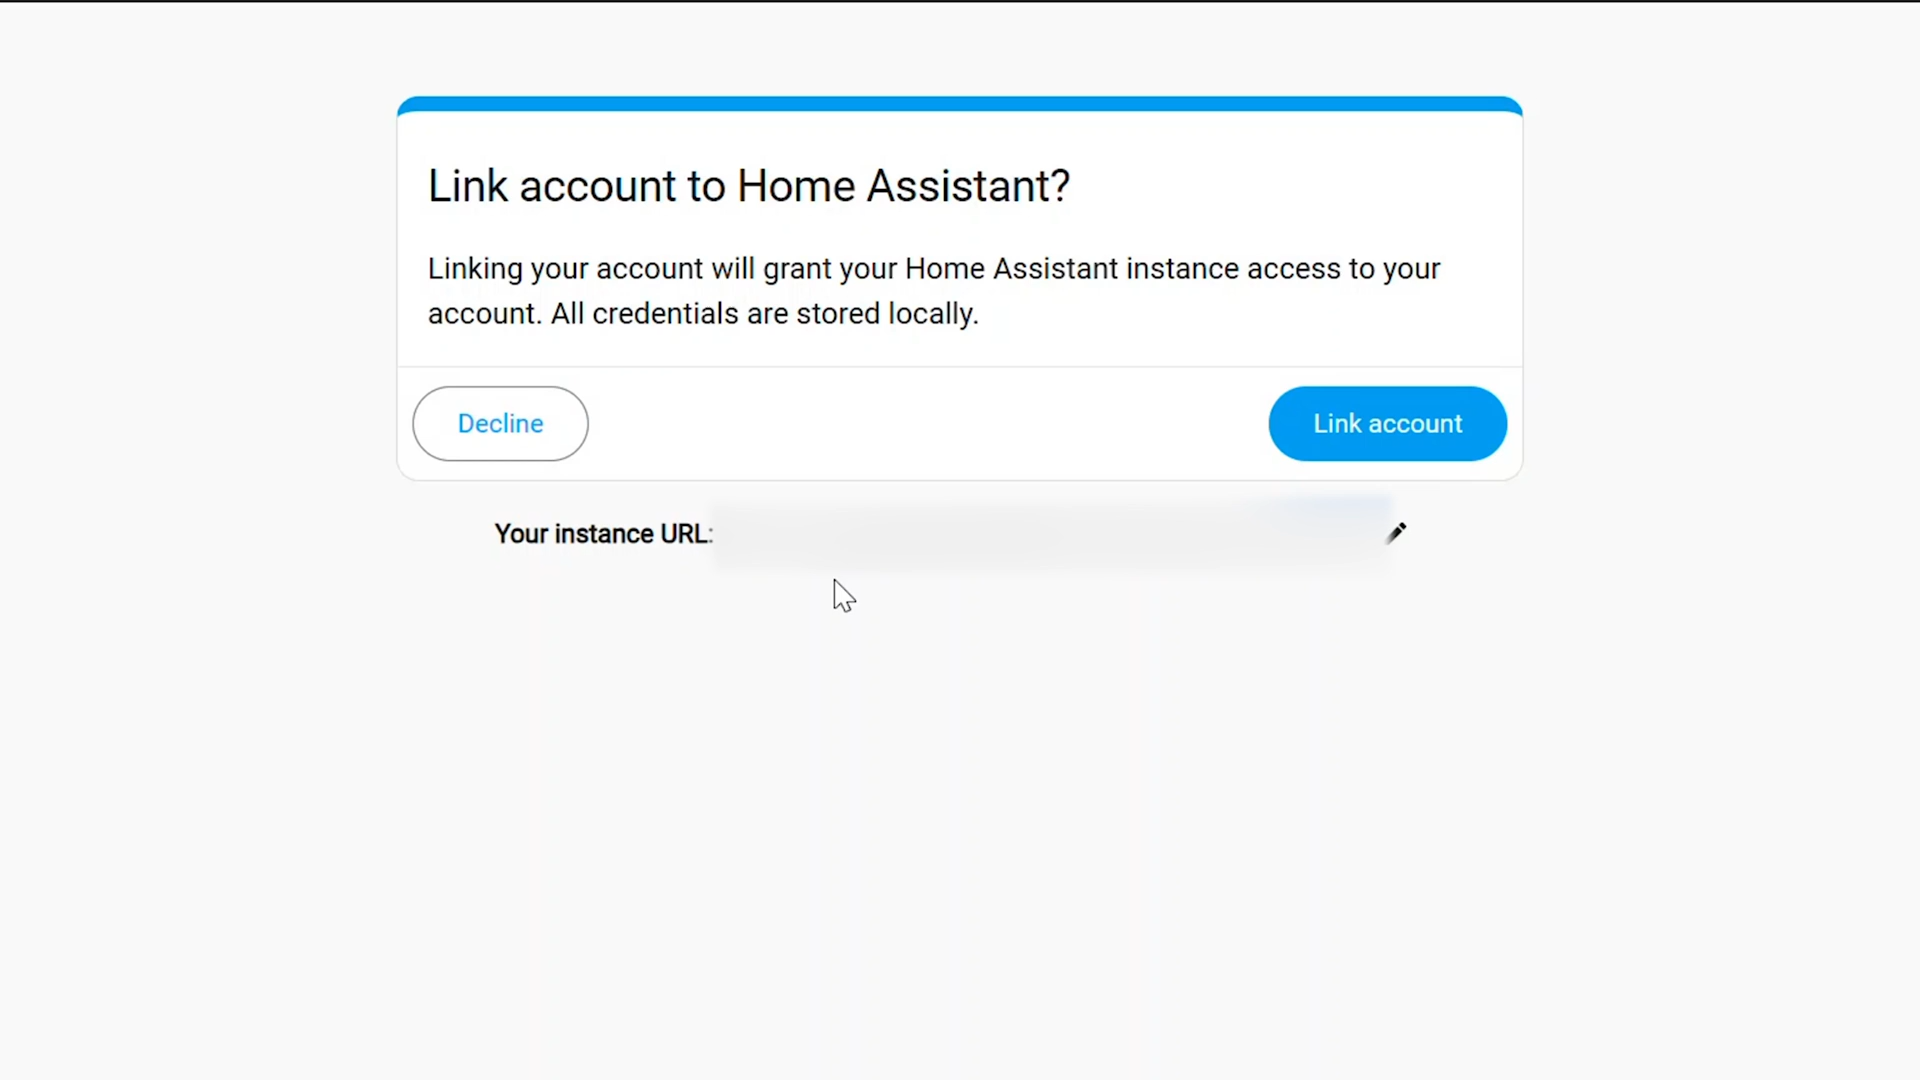 Link account to Home Assistant?
Linking your account will grant your Home Assistant instance access to your
account. All credentials are stored locally.
Decline
Link account
Your instance URL: